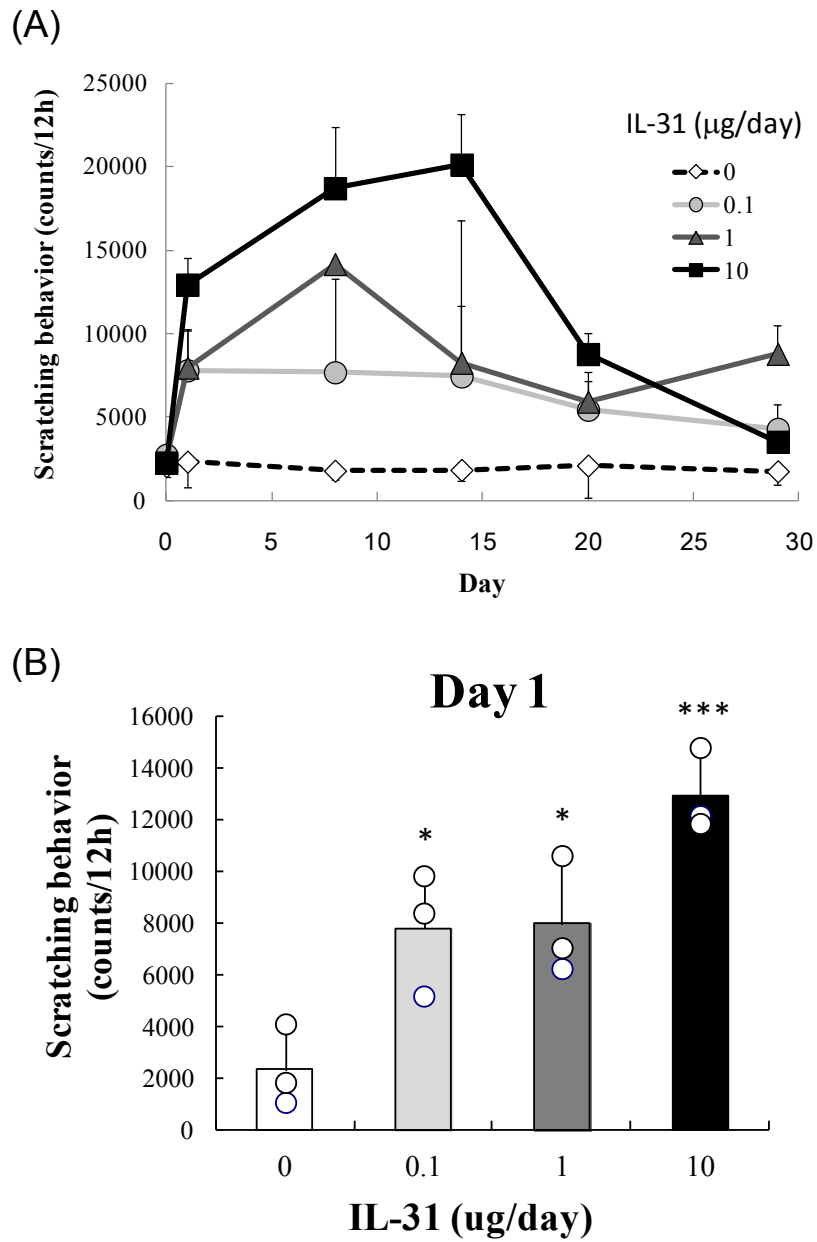 (A)
25000
20000
15000
10000
5000
0
Scratching behavior (counts/12h)
0 5 10 15 20 25 30
Day
IL-31 (μg/day)
0
0.1
1
10
(B)
Day 1
16000
14000
12000
10000
8000
6000
4000
2000
0
Scratching behavior
(counts/12h)
*
*
***
0 0.1 1 10
IL-31 (ug/day)